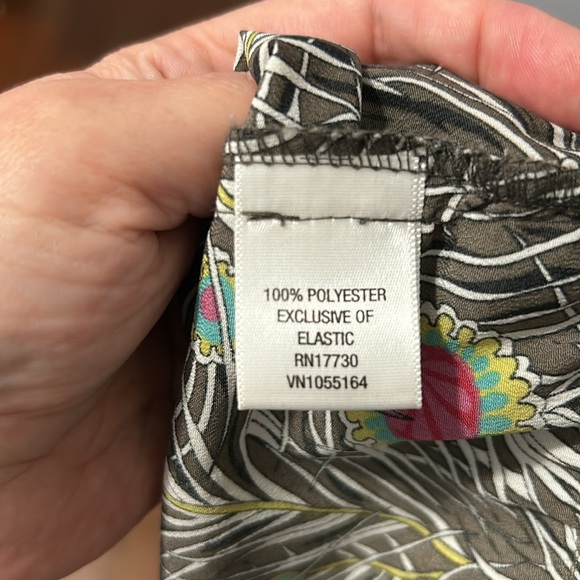 100% POLYESTER
EXCLUSIVE OF
ELASTIC
RN17730
VN1055164